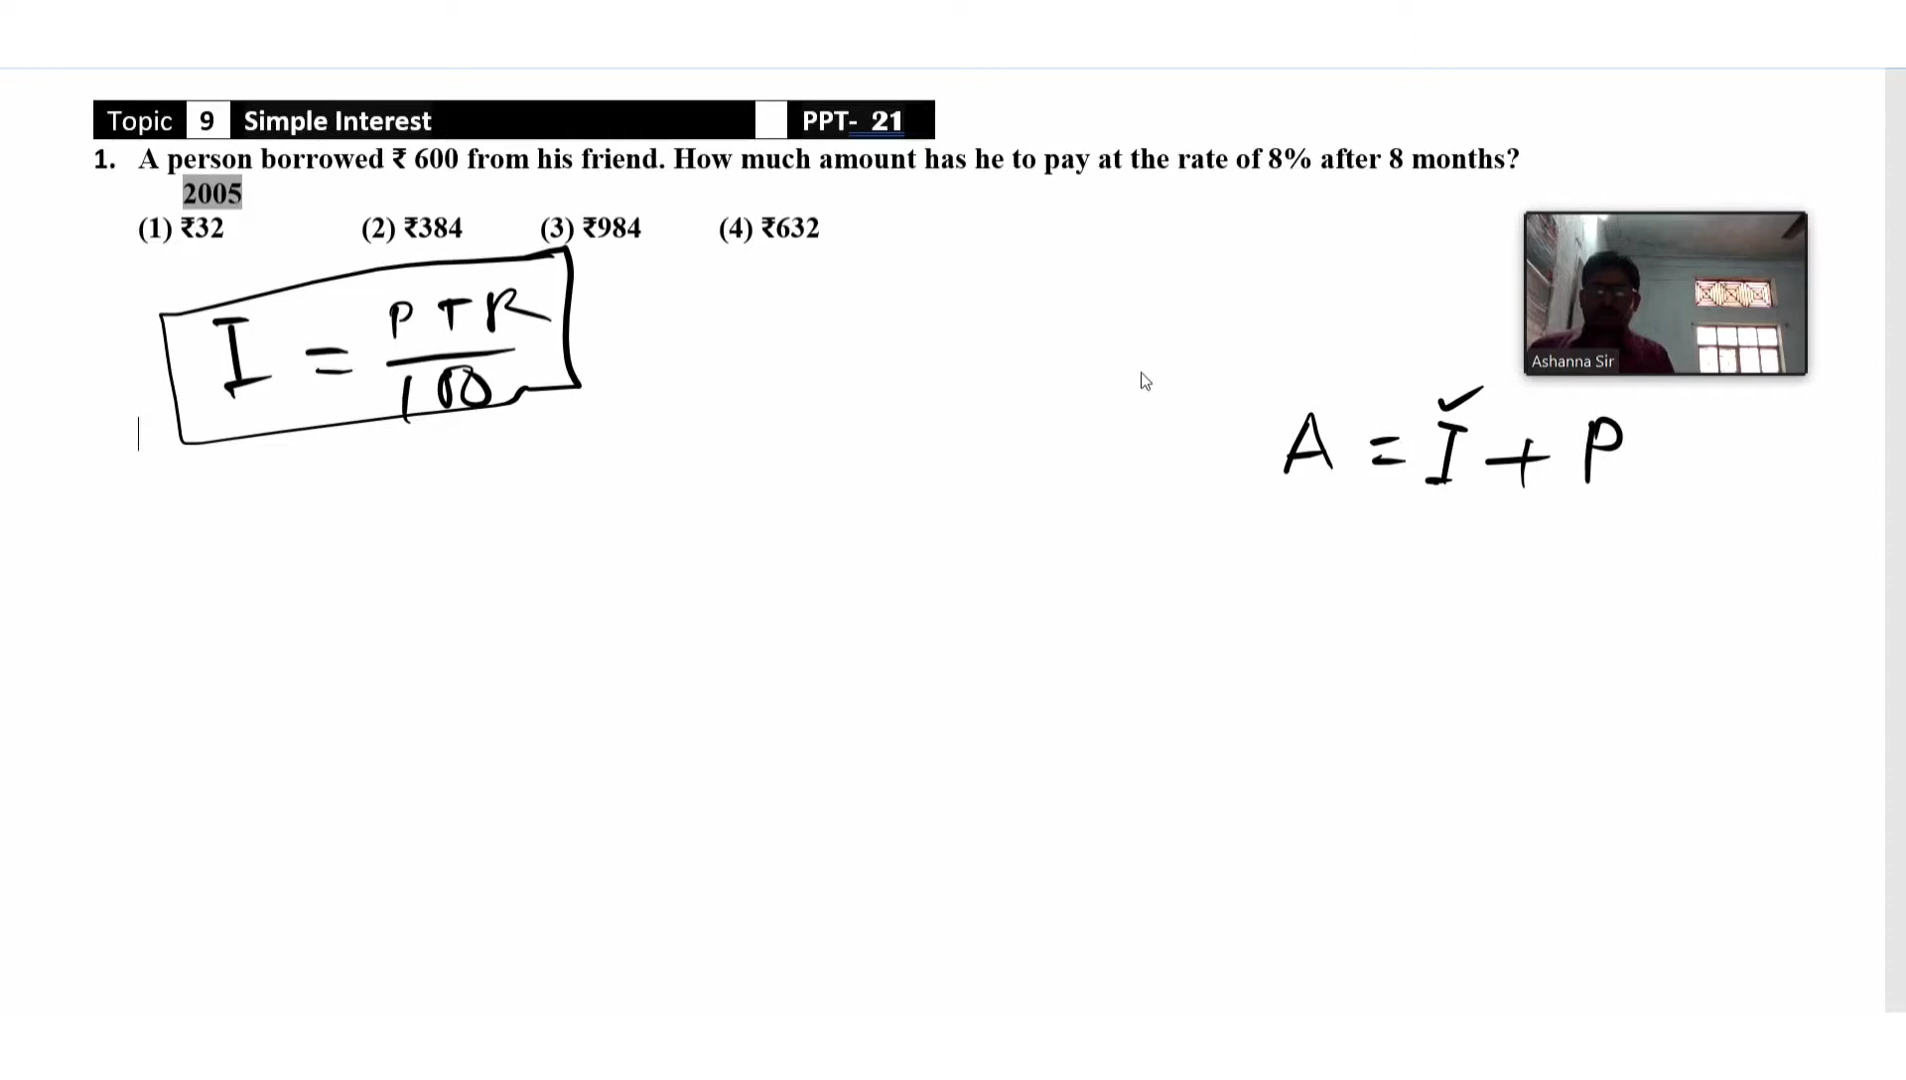 Topic 9 Simple Interest PPT- 21
1. A person borrowed ₹ 600 from his friend. How much amount has he to pay at the rate of 8% after 8 months?
2005
(1) ₹32 (2) ₹384 (3) ₹984 (4) ₹632
I = PTR
100
Ashanna Sir
A = I + P